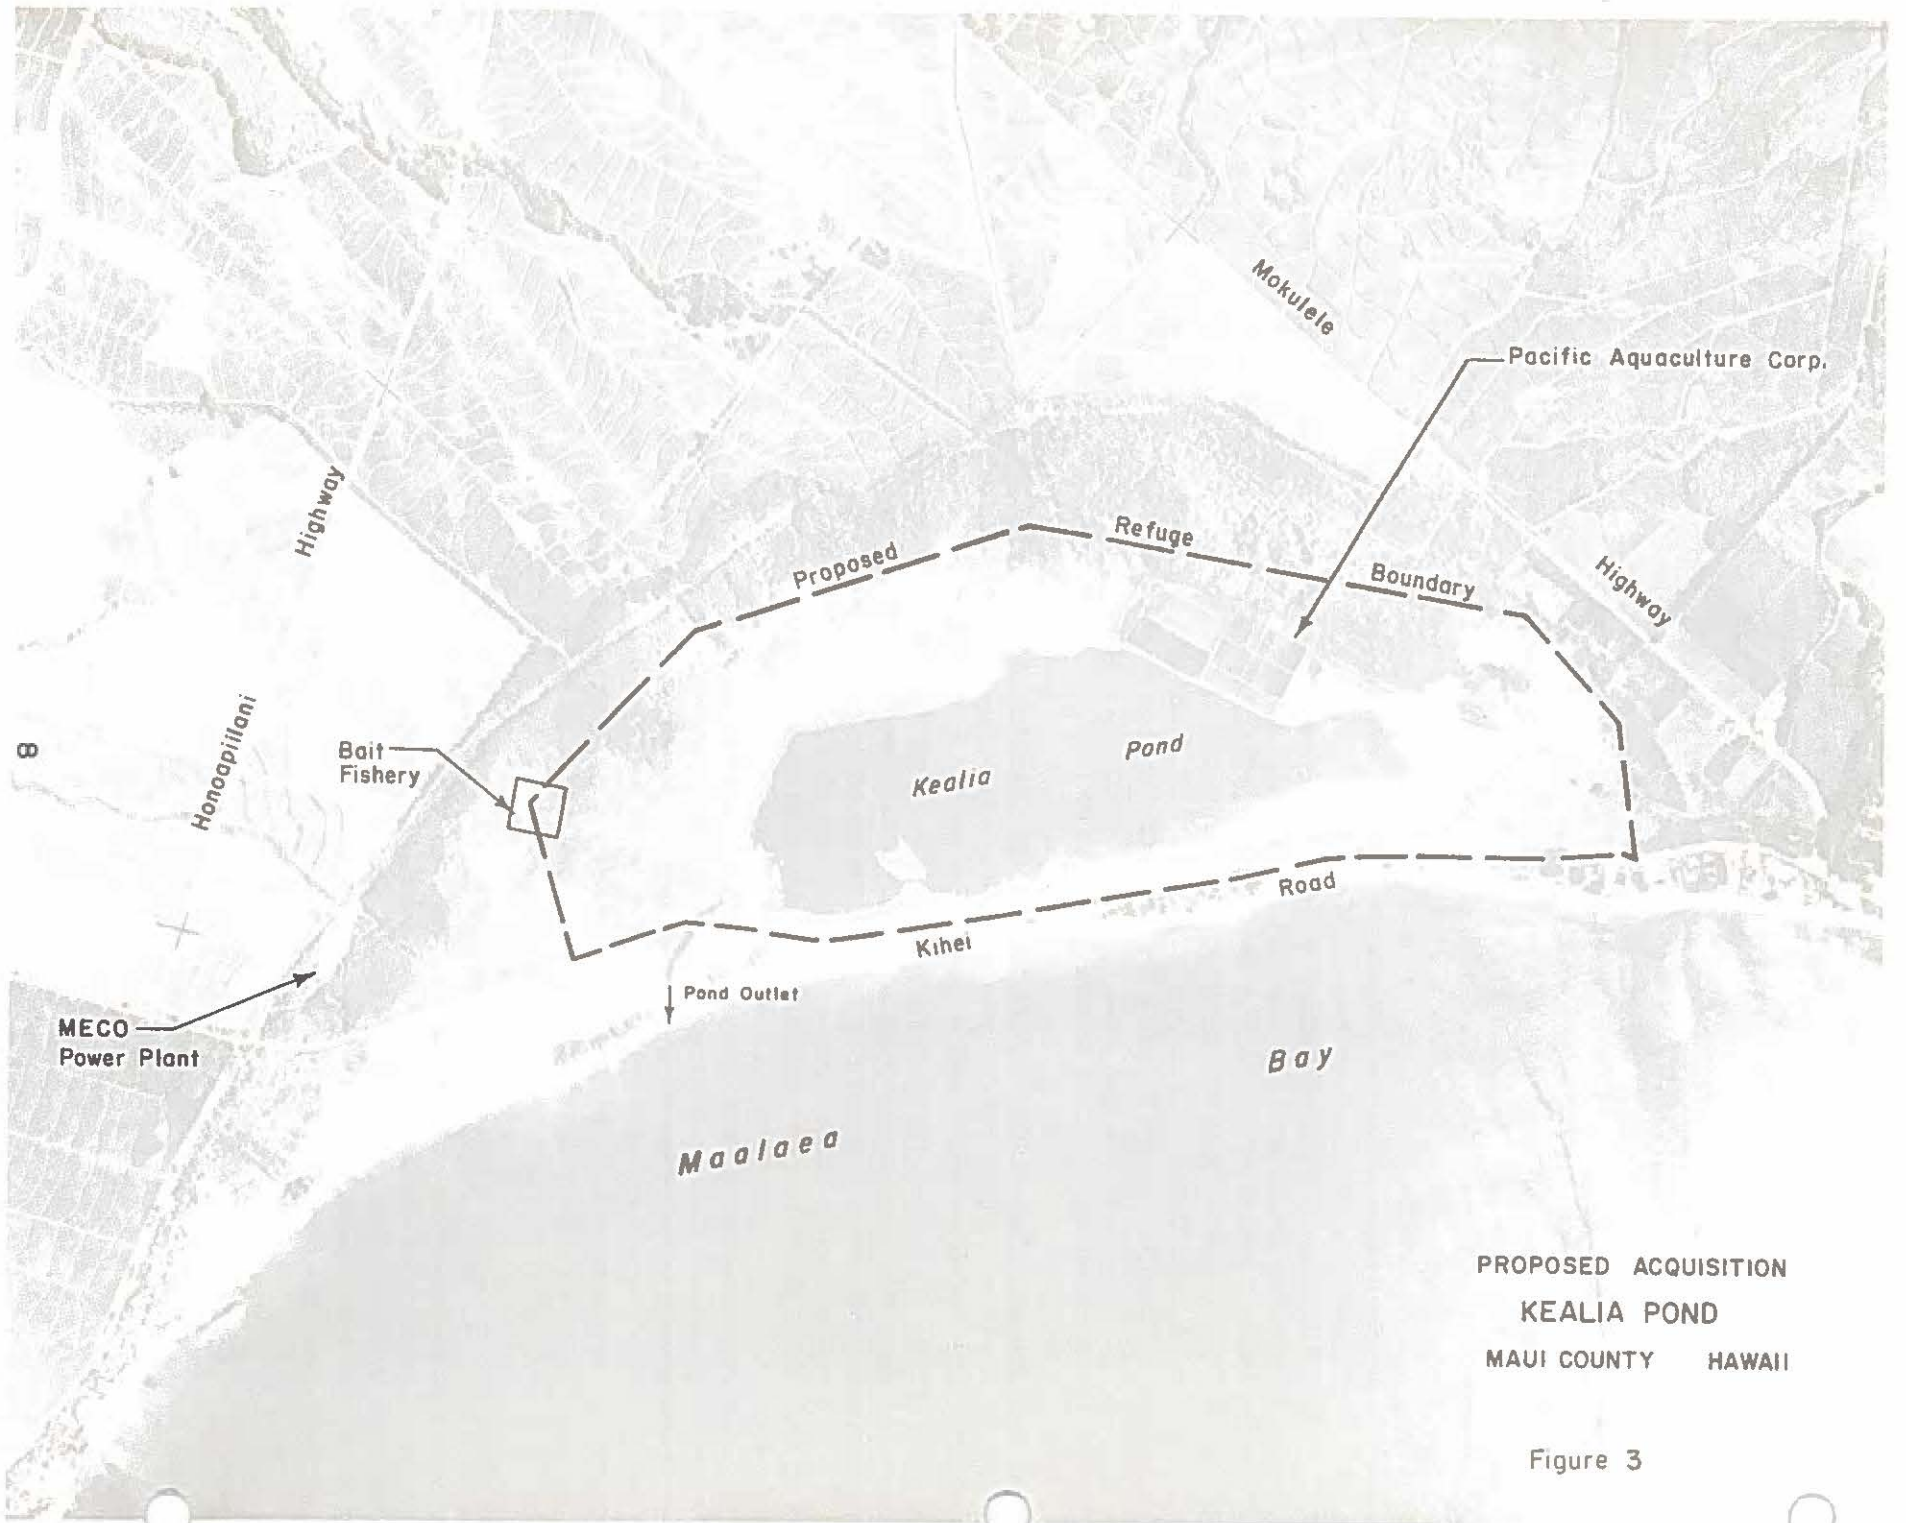 Mokulele
Pacific Aquaculture Corp.
Highway
Proposed
Refuge
Boundary
Highway
Honoapiilani
Bait
Fishery
Kealia
Pond
8
Road
Kihei
Pond Outlet
MECO
Power Plant
Bay
Maalaea
PROPOSED ACQUISITION
KEALIA POND
MAUI COUNTY HAWAII
Figure 3